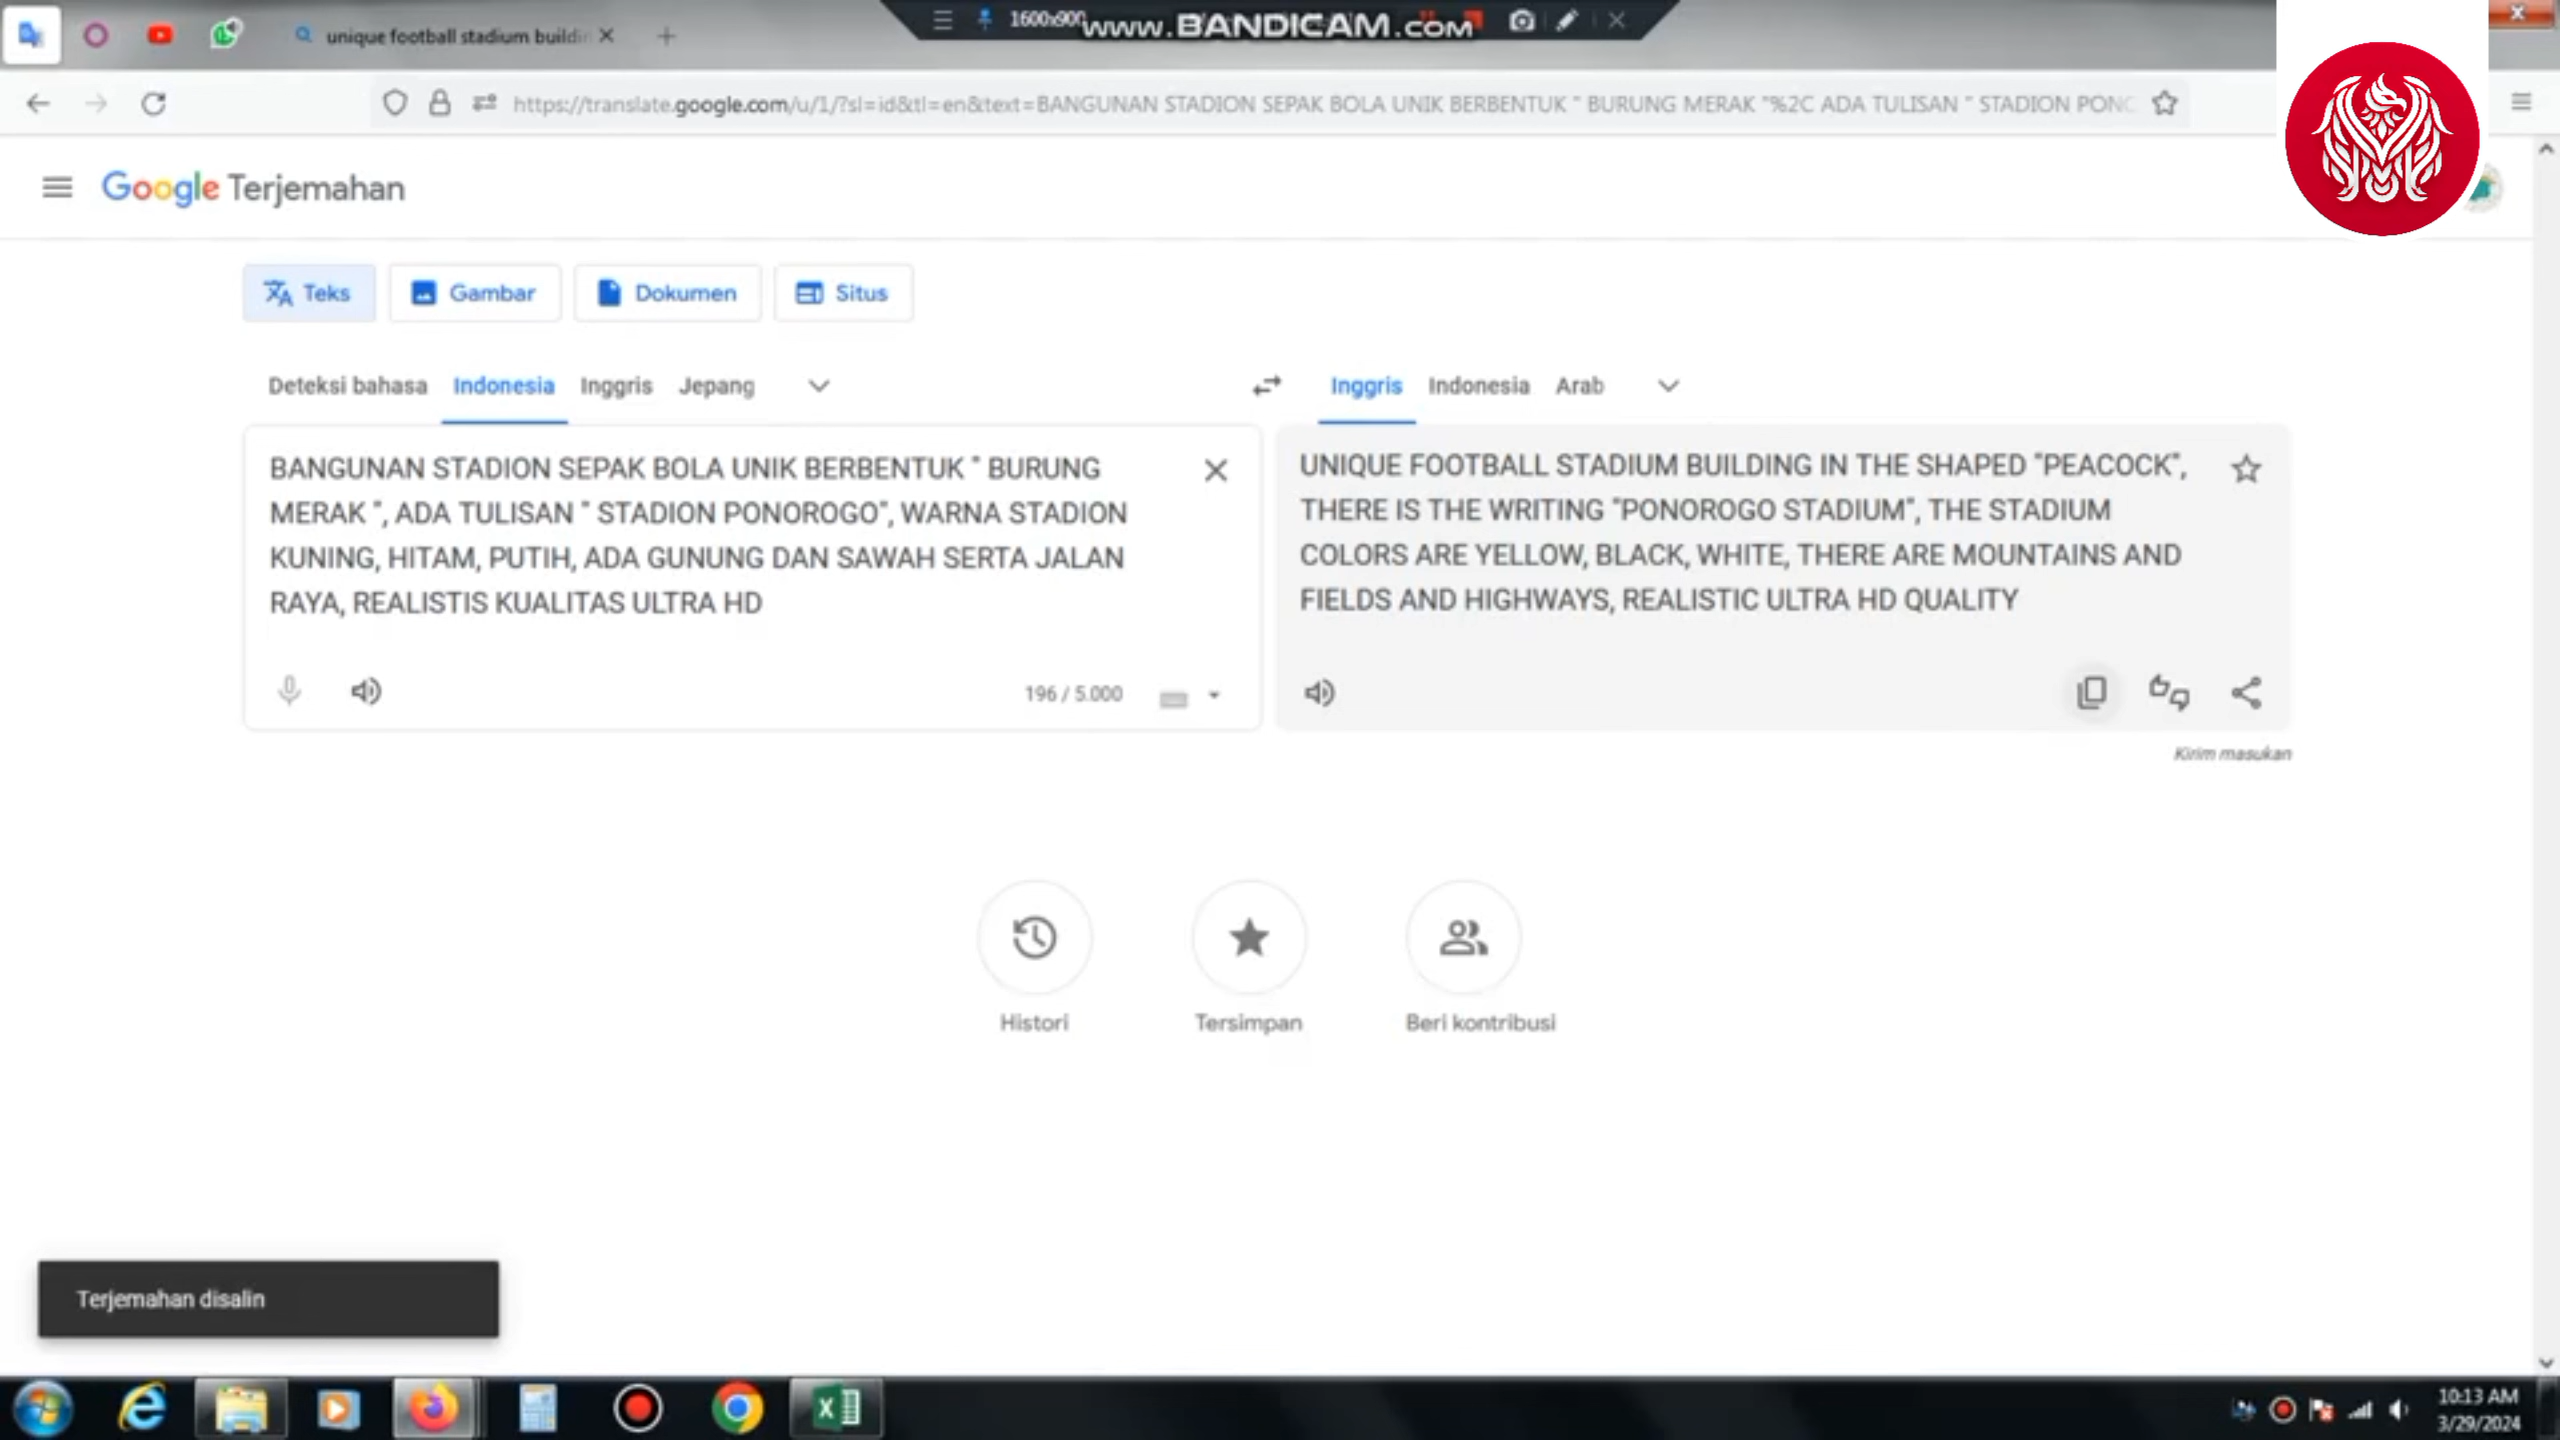 unique football stadium buildi
1600x900
www.BANDICAM.COM
https://translate.google.com/u/1/?sl=id&tl=en&text=BANGUNAN STADION SEPAK BOLA UNIK BERBENTUK " BURUNG MERAK "%2C ADA TULISAN " STADION PONO
Google Terjemahan
Teks Gambar Dokumen Situs
Deteksi bahasa Indonesia Inggris Jepang
Inggris Indonesia Arab
BANGUNAN STADION SEPAK BOLA UNIK BERBENTUK " BURUNG
MERAK ", ADA TULISAN " STADION PONOROGO", WARNA STADION
KUNING, HITAM, PUTIH, ADA GUNUNG DAN SAWAH SERTA JALAN
RAYA, REALISTIS KUALITAS ULTRA HD
196 / 5.000
UNIQUE FOOTBALL STADIUM BUILDING IN THE SHAPED "PEACOCK",
THERE IS THE WRITING "PONOROGO STADIUM", THE STADIUM
COLORS ARE YELLOW, BLACK, WHITE, THERE ARE MOUNTAINS AND
FIELDS AND HIGHWAYS, REALISTIC ULTRA HD QUALITY
Kirim masukan
Histori Tersimpan Beri kontribusi
Terjemahan disalin
10:13 AM
3/29/2024